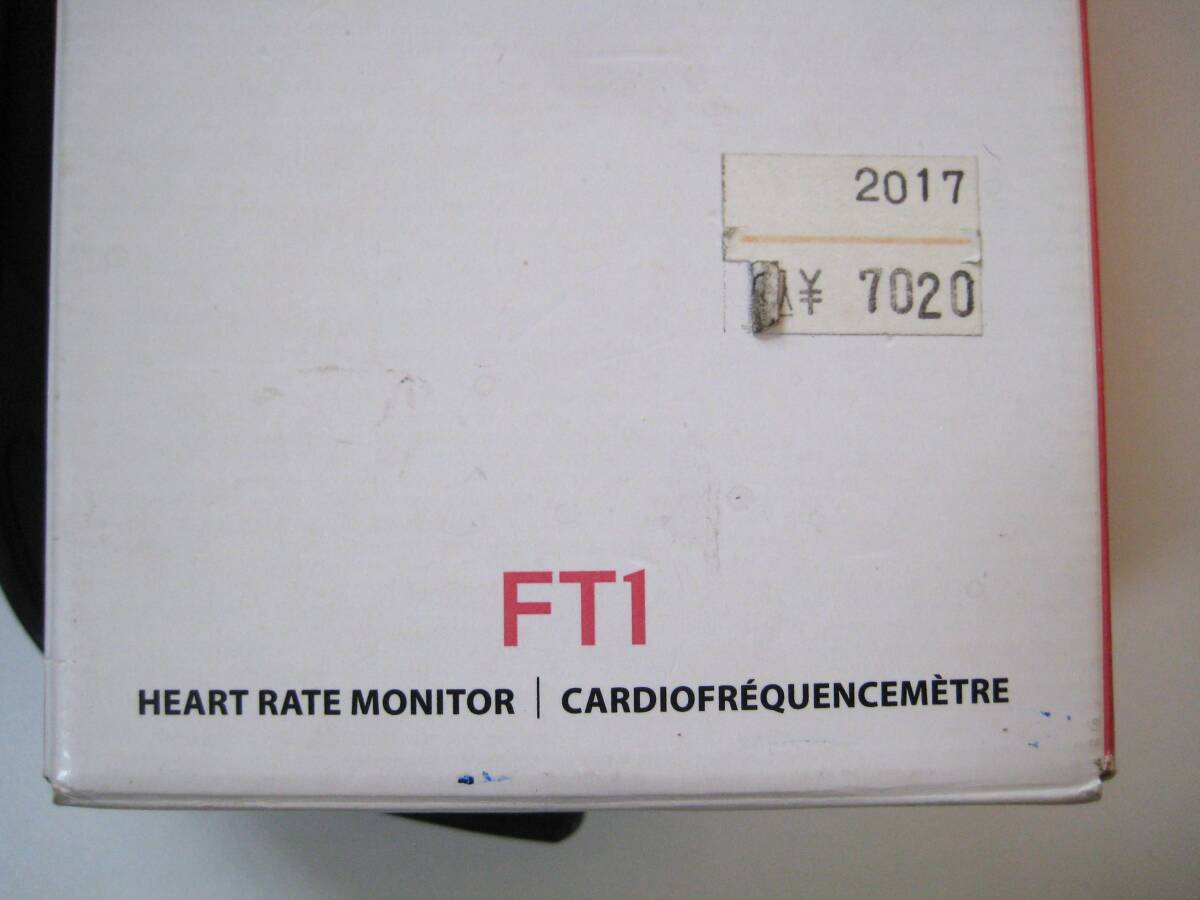 2017
¥ 7020
FT1
HEART RATE MONITOR | CARDIOFRÉQUENCEMÈTRE